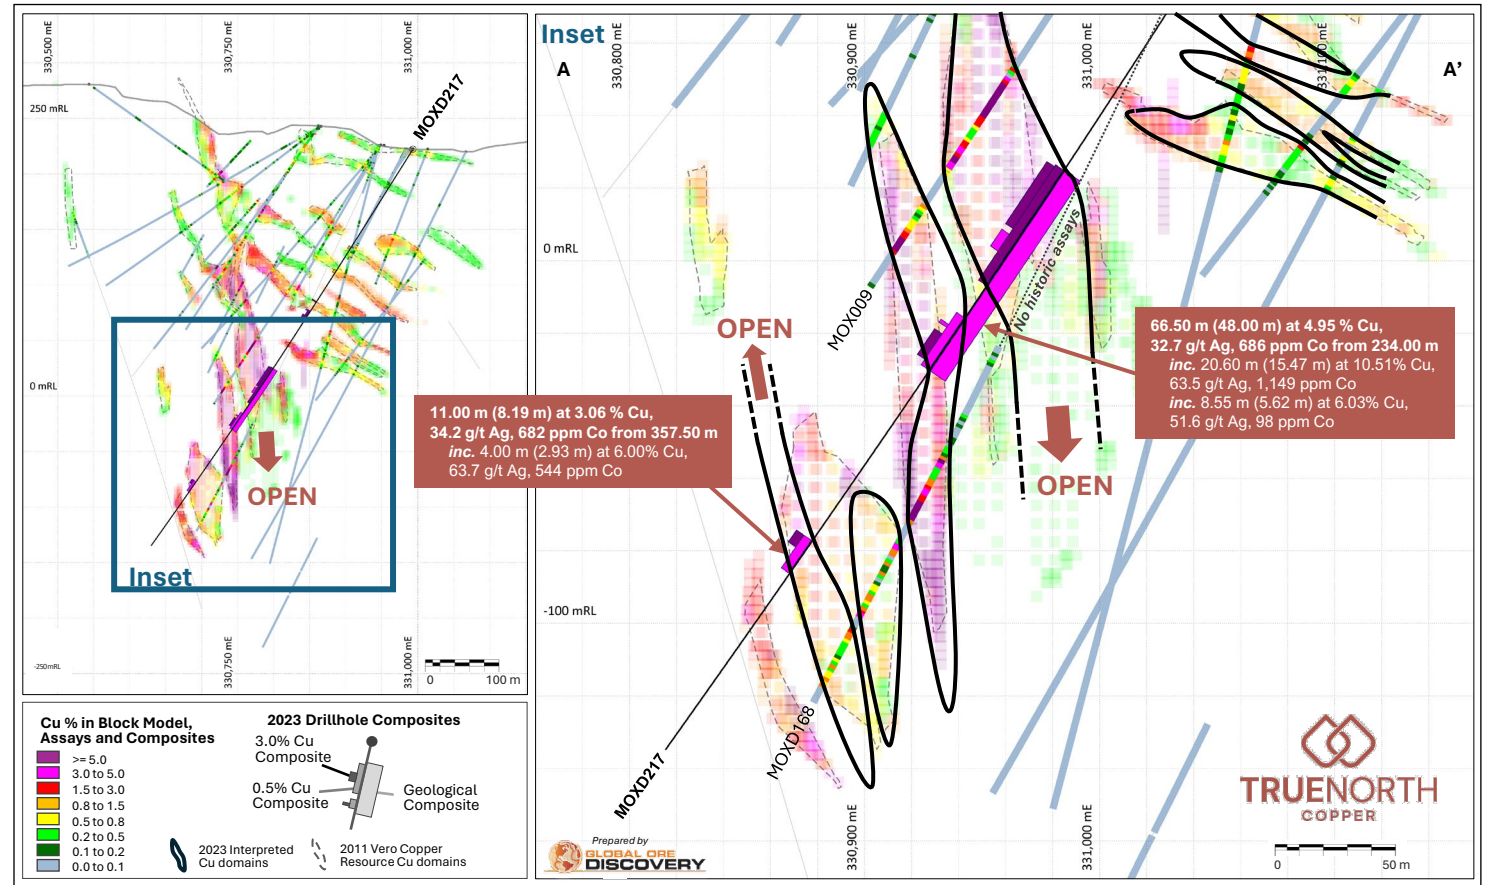 330,500 mE
330,750 mE
331,000 mE
MOXD217
250 mRL
0 mRL
-250mRL
OPEN
Inset
330,750 mE
331,000 mE
0
100 m
Inset
A
A'
330,800 mE
330,900 mE
331,000 mE
331,100 mE
0 mRL
-100 mRL
MOX009
No historic assays
OPEN
OPEN
66.50 m (48.00 m) at 4.95 % Cu,
32.7 g/t Ag, 686 ppm Co from 234.00 m
inc. 20.60 m (15.47 m) at 10.51% Cu,
63.5 g/t Ag, 1,149 ppm Co
inc. 8.55 m (5.62 m) at 6.03% Cu,
51.6 g/t Ag, 98 ppm Co
11.00 m (8.19 m) at 3.06 % Cu,
34.2 g/t Ag, 682 ppm Co from 357.50 m
inc. 4.00 m (2.93 m) at 6.00% Cu,
63.7 g/t Ag, 544 ppm Co
MOXD168
MOXD217
330,900 mE
331,000 mE
Prepared by
GLOBAL ORE
DISCOVERY
TRUENORTH
COPPER
0
50 m
Cu % in Block Model,
Assays and Composites
>= 5.0
3.0 to 5.0
1.5 to 3.0
0.8 to 1.5
0.5 to 0.8
0.2 to 0.5
0.1 to 0.2
0.0 to 0.1
2023 Drillhole Composites
3.0% Cu
Composite
0.5% Cu
Composite
Geological
Composite
2023 Interpreted
Cu domains
2011 Vero Copper
Resource Cu domains